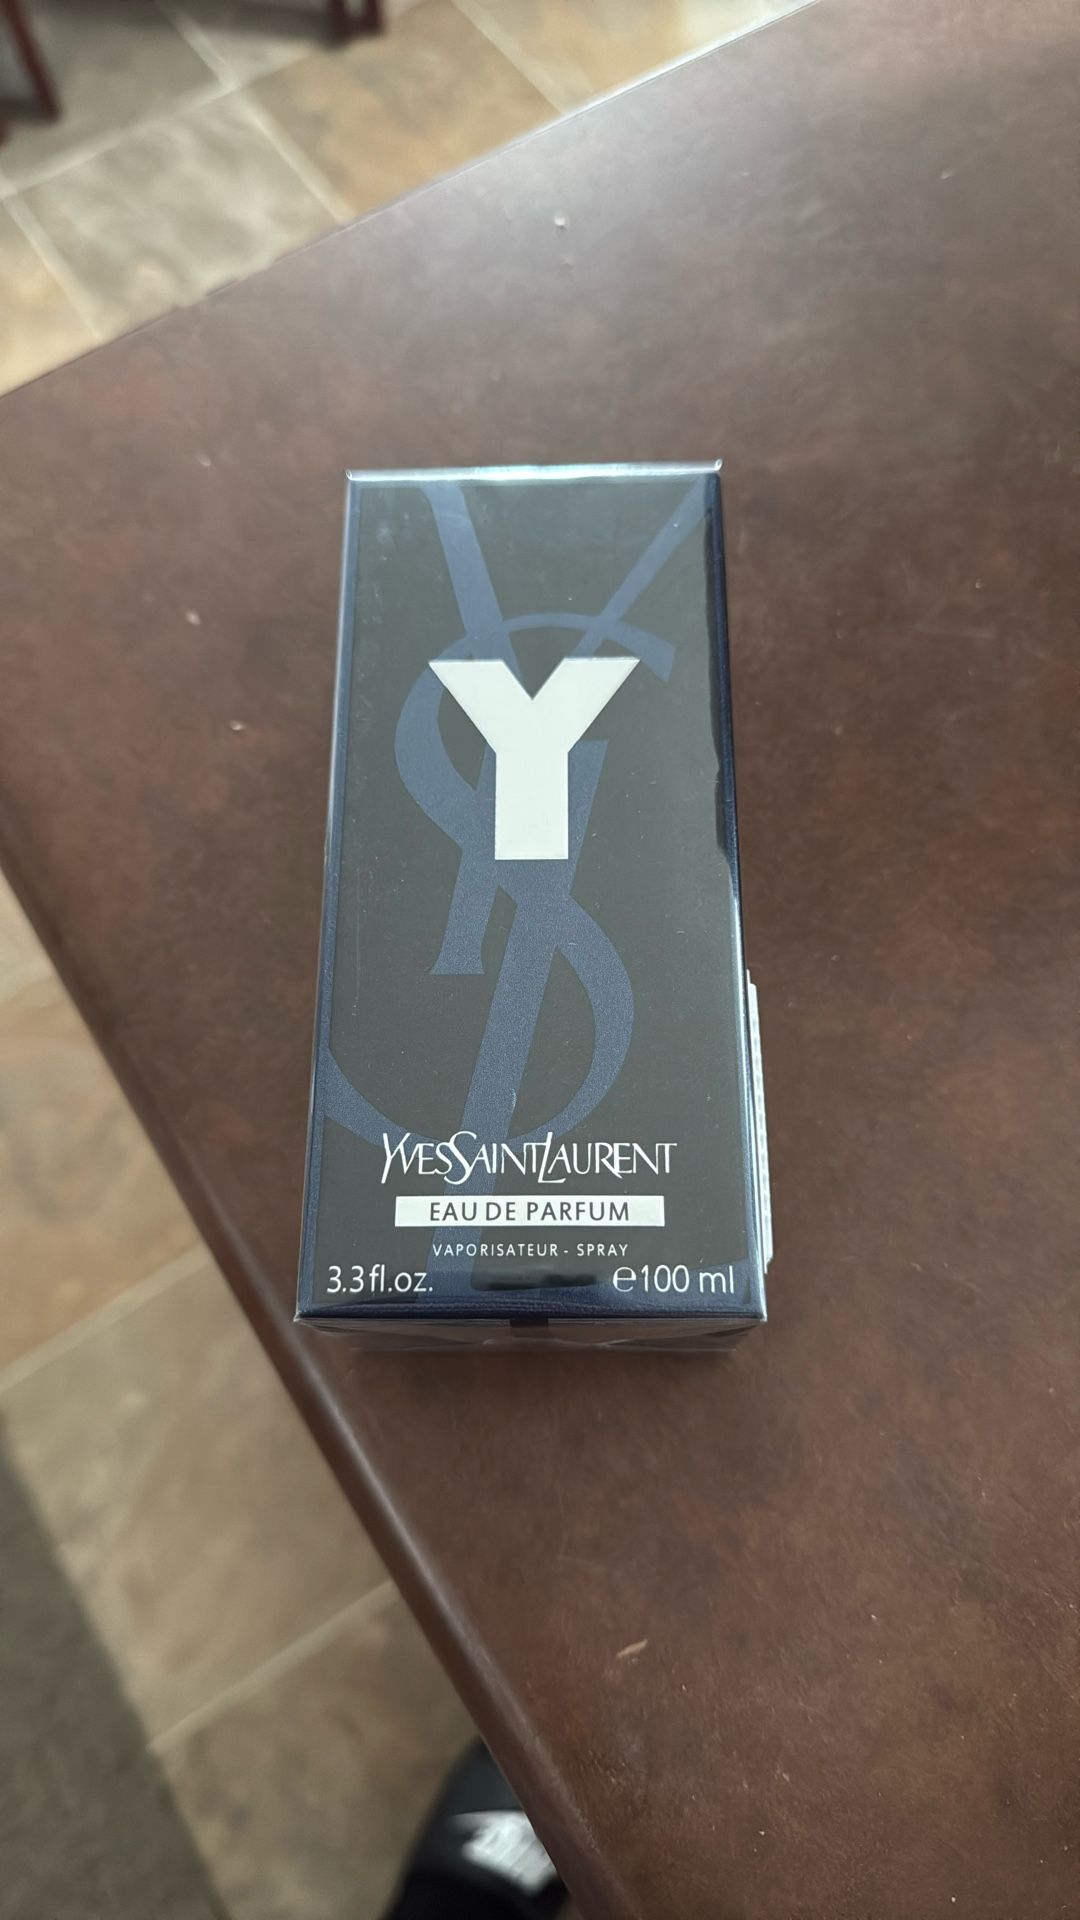 Y
YVESSAINTLAURENT
EAU DE PARFUM
VAPORISATEUR - SPRAY
3.3 fl.oz. ℮100 ml